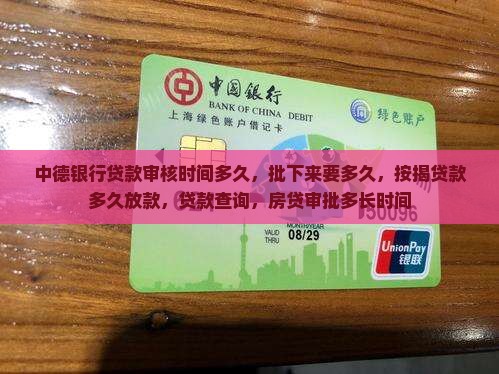 中国银行
BANK OF CHINA DEBIT
绿色账户
上海绿色账户借记卡
中德银行贷款审核时间多久，批下来要多久，按揭贷款
多久放款，贷款查询，房贷审批多长时间
150096
MONTH/YEAR
VALID
THRU
08/29
UnionPay
银联